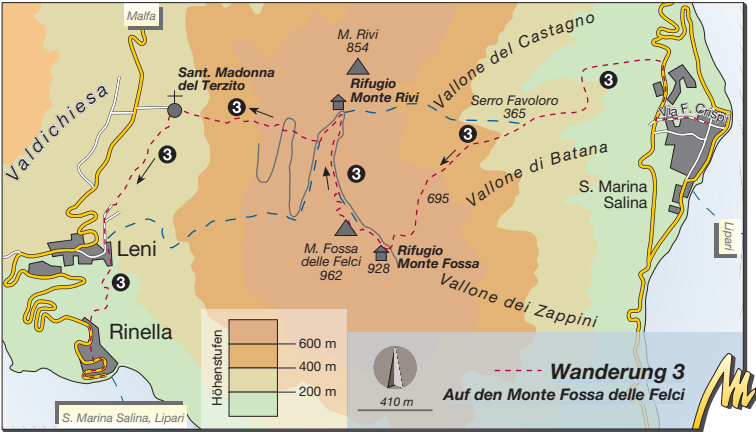 Malfa
M. Rivi
854
Vallone del Castagno
Sant. Madonna
del Terzito
Rifugio
Monte Rivi
3
3
Serro Favoloro
365
Via F. Crispi
Valdichiesa
3
3
3
Vallone di Batana
695
S. Marina
Salina
Lipari
Leni
M. Fossa
delle Felci
962
928
Rifugio
Monte Fossa
3
Vallone dei Zappini
Rinella
Höhenstufen
600 m
400 m
200 m
410 m
Wanderung 3
Auf den Monte Fossa delle Felci
S. Marina Salina, Lipari